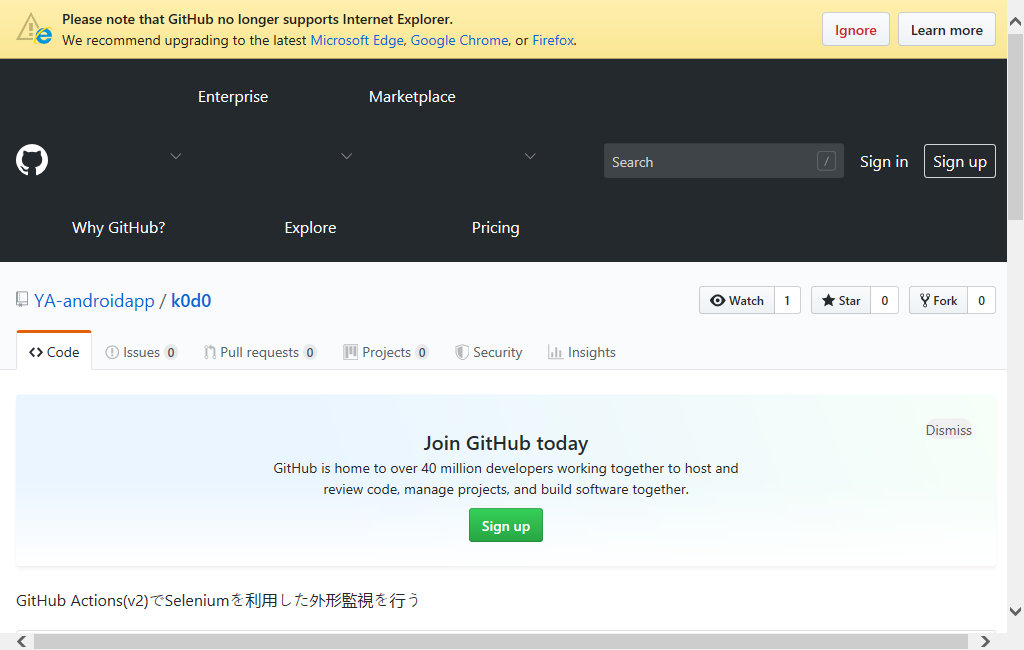 Please note that GitHub no longer supports Internet Explorer.
We recommend upgrading to the latest Microsoft Edge, Google Chrome, or Firefox.
Ignore
Learn more
Enterprise
Marketplace
Search
/
Sign in
Sign up
Why GitHub?
Explore
Pricing
YA-androidapp / k0d0
Watch 1
Star 0
Fork 0
Code
Issues 0
Pull requests 0
Projects 0
Security
Insights
Dismiss
Join GitHub today
GitHub is home to over 40 million developers working together to host and
review code, manage projects, and build software together.
Sign up
GitHub Actions(v2)でSeleniumを利用した外形監視を行う